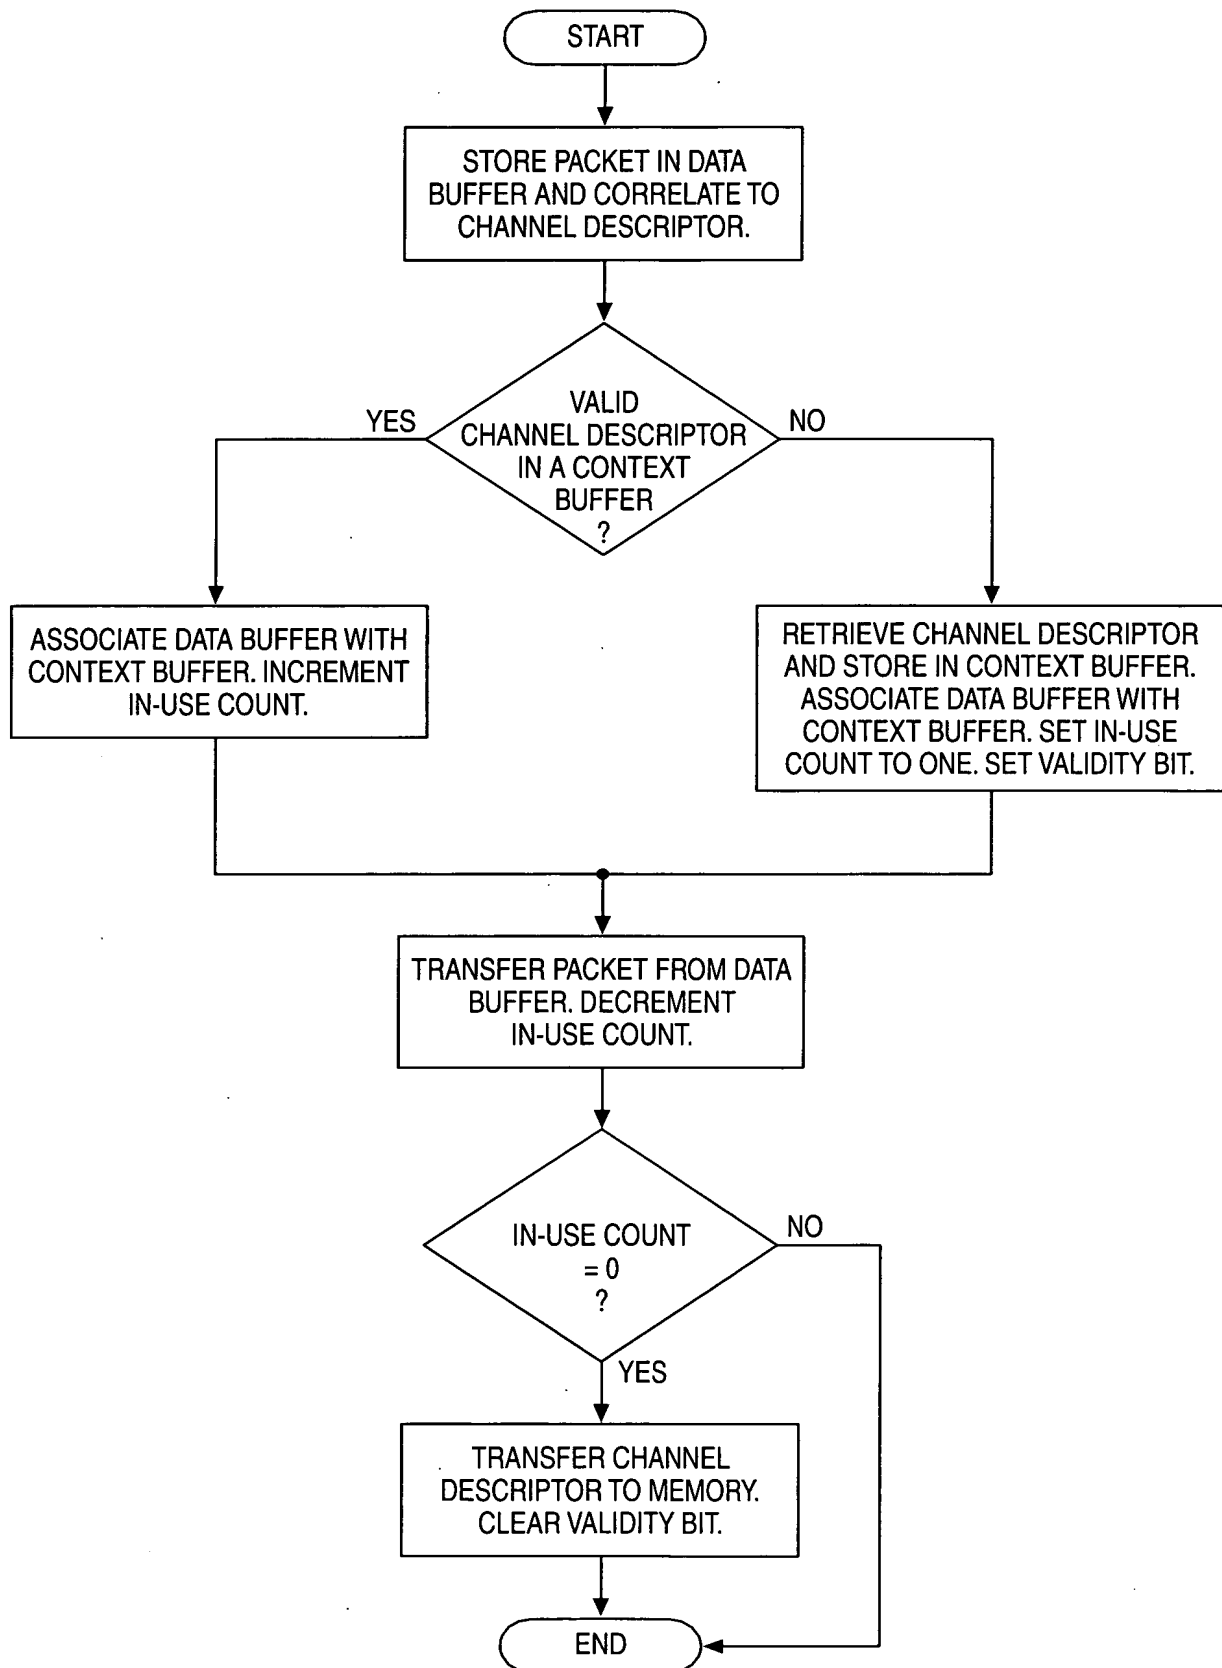 START
STORE PACKET IN DATA
BUFFER AND CORRELATE TO
CHANNEL DESCRIPTOR.
VALID
CHANNEL DESCRIPTOR
IN A CONTEXT
BUFFER
?
YES
NO
ASSOCIATE DATA BUFFER WITH
CONTEXT BUFFER. INCREMENT
IN-USE COUNT.
RETRIEVE CHANNEL DESCRIPTOR
AND STORE IN CONTEXT BUFFER.
ASSOCIATE DATA BUFFER WITH
CONTEXT BUFFER. SET IN-USE
COUNT TO ONE. SET VALIDITY BIT.
TRANSFER PACKET FROM DATA
BUFFER. DECREMENT
IN-USE COUNT.
IN-USE COUNT
= 0
?
NO
YES
TRANSFER CHANNEL
DESCRIPTOR TO MEMORY.
CLEAR VALIDITY BIT.
END